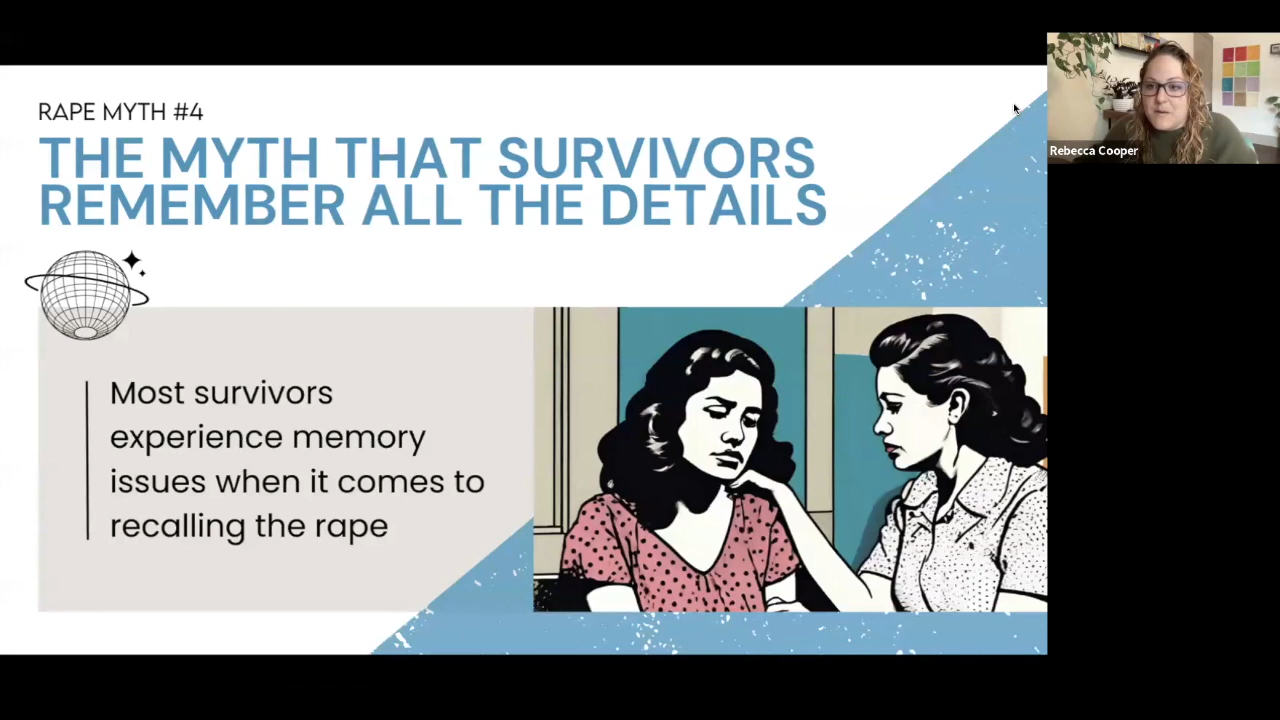 RAPE MYTH #4
THE MYTH THAT SURVIVORS
REMEMBER ALL THE DETAILS
Most survivors
experience memory
issues when it comes to
recalling the rape
Rebecca Cooper